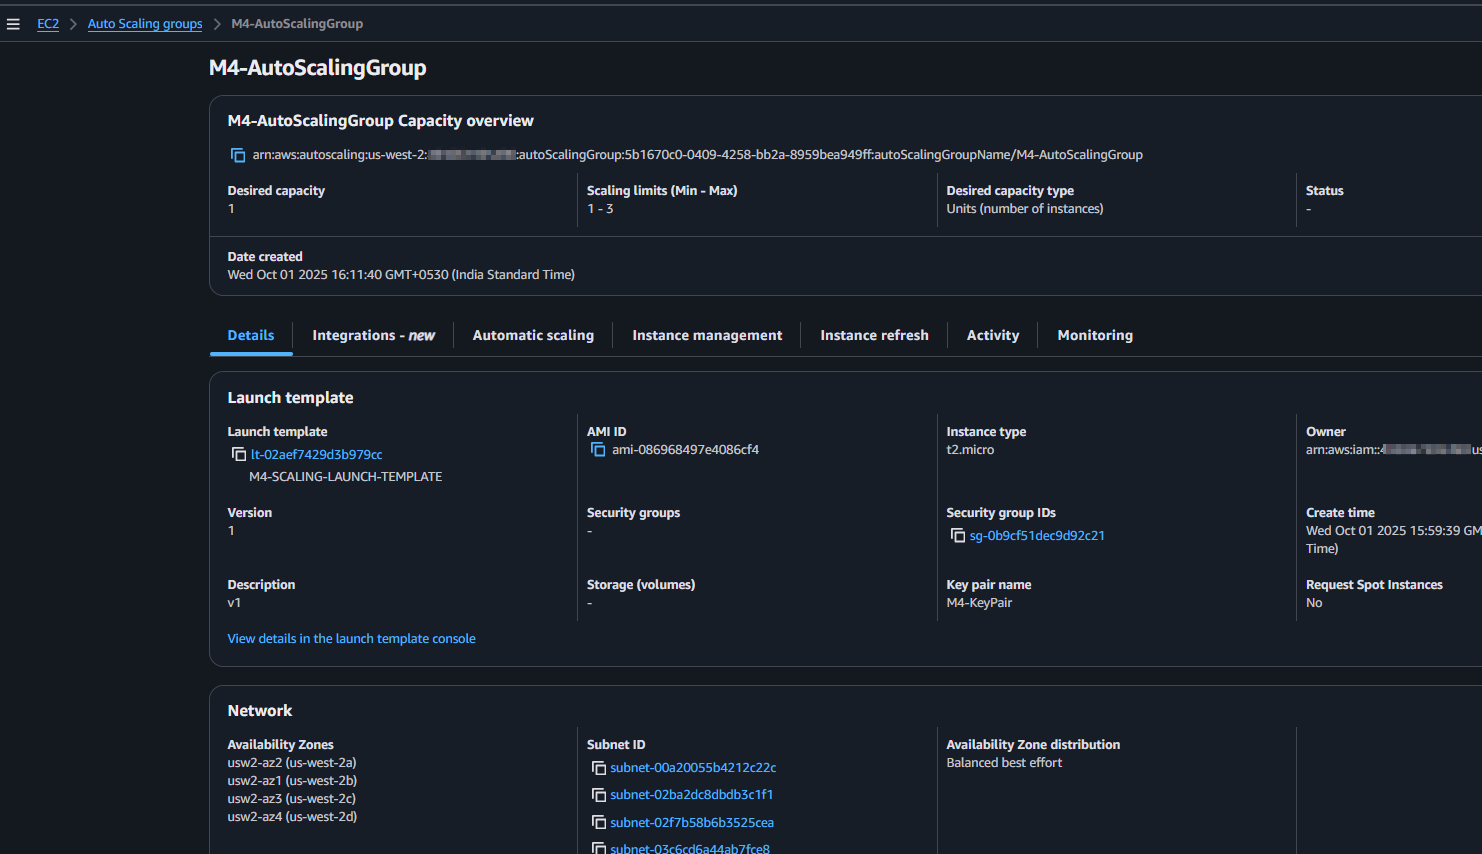 EC2 > Auto Scaling groups > M4-AutoScalingGroup
M4-AutoScalingGroup
M4-AutoScalingGroup Capacity overview
arn:aws:autoscaling:us-west-2: :autoScalingGroup:5b1670c0-0409-4258-bb2a-8959bea949ff:autoScalingGroupName/M4-AutoScalingGroup
Desired capacity
1
Scaling limits (Min - Max)
1 - 3
Desired capacity type
Units (number of instances)
Status
-
Date created
Wed Oct 01 2025 16:11:40 GMT+0530 (India Standard Time)
Details
Integrations - new
Automatic scaling
Instance management
Instance refresh
Activity
Monitoring
Launch template
Launch template
lt-02aef7429d3b979cc
M4-SCALING-LAUNCH-TEMPLATE
AMI ID
ami-086968497e4086cf4
Instance type
t2.micro
Owner
arn:aws:iam::4 us
Version
1
Security groups
-
Security group IDs
sg-0b9cf51dec9d92c21
Create time
Wed Oct 01 2025 15:59:39 GM
Time)
Description
v1
Storage (volumes)
-
Key pair name
M4-KeyPair
Request Spot Instances
No
View details in the launch template console
Network
Availability Zones
usw2-az2 (us-west-2a)
usw2-az1 (us-west-2b)
usw2-az3 (us-west-2c)
usw2-az4 (us-west-2d)
Subnet ID
subnet-00a20055b4212c22c
subnet-02ba2dc8dbdb3c1f1
subnet-02f7b58b6b3525cea
subnet-03c6cd6a44ab7fce8
Availability Zone distribution
Balanced best effort